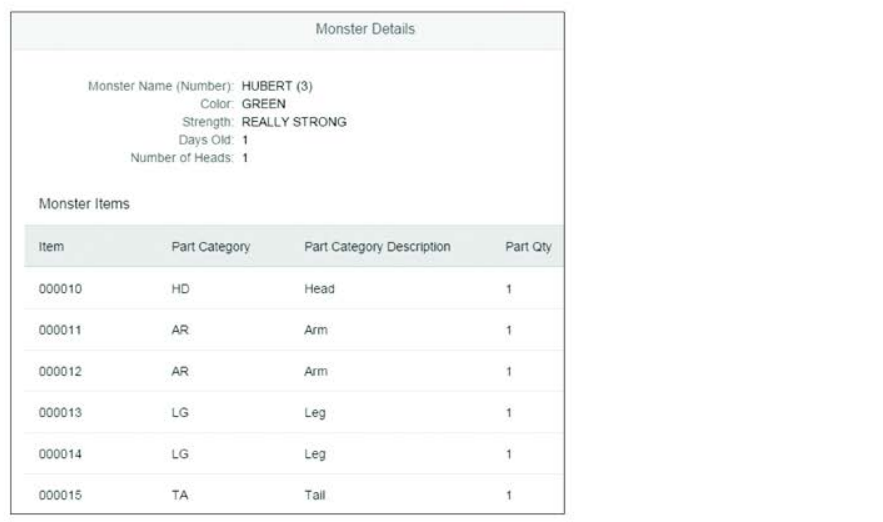 Monster Details
Monster Name (Number): HUBERT (3)
Color: GREEN
Strength: REALLY STRONG
Days Old: 1
Number of Heads: 1
Monster Items
Item Part Category Part Category Description Part Qty
000010 HD Head 1
000011 AR Arm 1
000012 AR Arm 1
000013 LG Leg 1
000014 LG Leg 1
000015 TA Tail 1